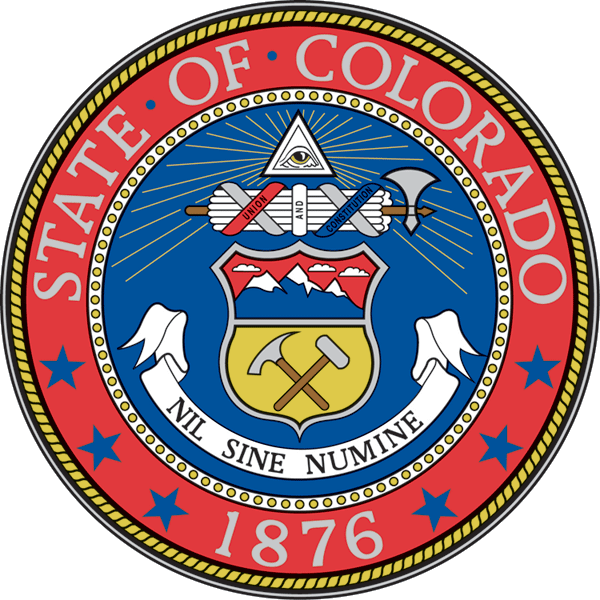 STATE·OF·COLORADO
UNION
AND
CONSTITUTION
NIL SINE NUMINE
1876